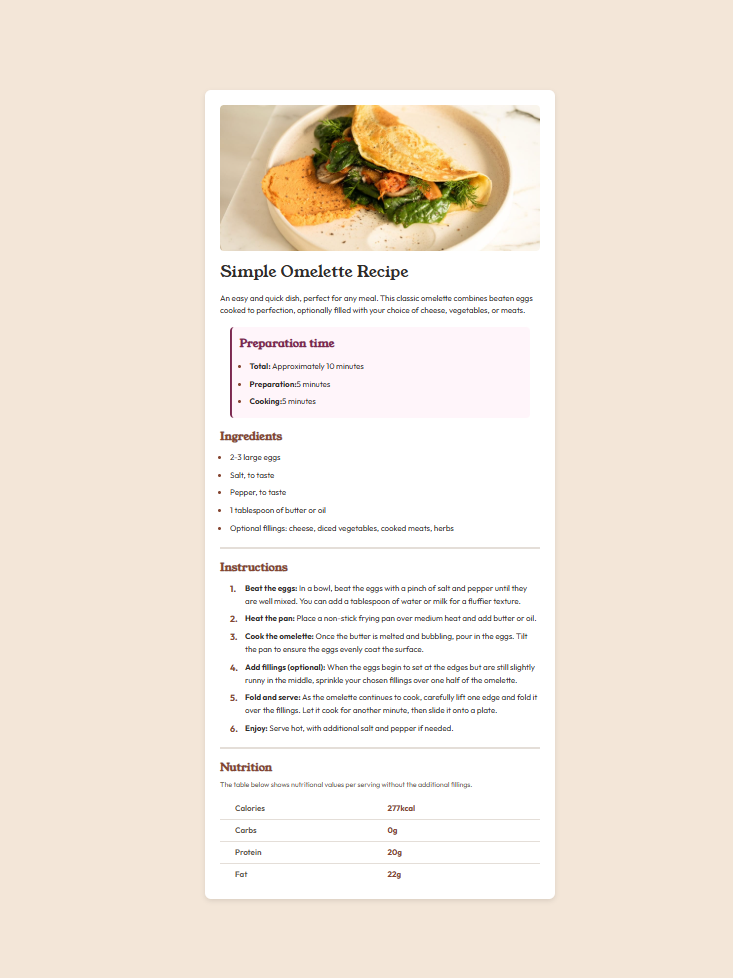 Simple Omelette Recipe
An easy and quick dish, perfect for any meal. This classic omelette combines beaten eggs
cooked to perfection, optionally filled with your choice of cheese, vegetables, or meats.
Preparation time
• Total: Approximately 10 minutes
• Preparation:5 minutes
• Cooking:5 minutes
Ingredients
• 2-3 large eggs
• Salt, to taste
• Pepper, to taste
• 1 tablespoon of butter or oil
• Optional fillings: cheese, diced vegetables, cooked meats, herbs
Instructions
1. Beat the eggs: In a bowl, beat the eggs with a pinch of salt and pepper until they
are well mixed. You can add a tablespoon of water or milk for a fluffier texture.
2. Heat the pan: Place a non-stick frying pan over medium heat and add butter or oil.
3. Cook the omelette: Once the butter is melted and bubbling, pour in the eggs. Tilt
the pan to ensure the eggs evenly coat the surface.
4. Add fillings (optional): When the eggs begin to set at the edges but are still slightly
runny in the middle, sprinkle your chosen fillings over one half of the omelette.
5. Fold and serve: As the omelette continues to cook, carefully lift one edge and fold it
over the fillings. Let it cook for another minute, then slide it onto a plate.
6. Enjoy: Serve hot, with additional salt and pepper if needed.
Nutrition
The table below shows nutritional values per serving without the additional fillings.
Calories 277kcal
Carbs 0g
Protein 20g
Fat 22g